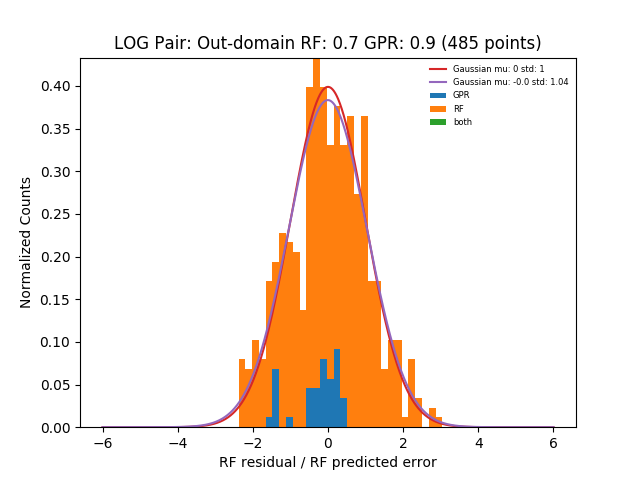 LOG Pair: Out-domain RF: 0.7 GPR: 0.9 (485 points)
Gaussian mu: 0 std: 1
Gaussian mu: -0.0 std: 1.04
GPR
RF
both
Normalized Counts
0.40
0.35
0.30
0.25
0.20
0.15
0.10
0.05
0.00
−6
−4
−2
0
2
4
6
RF residual / RF predicted error